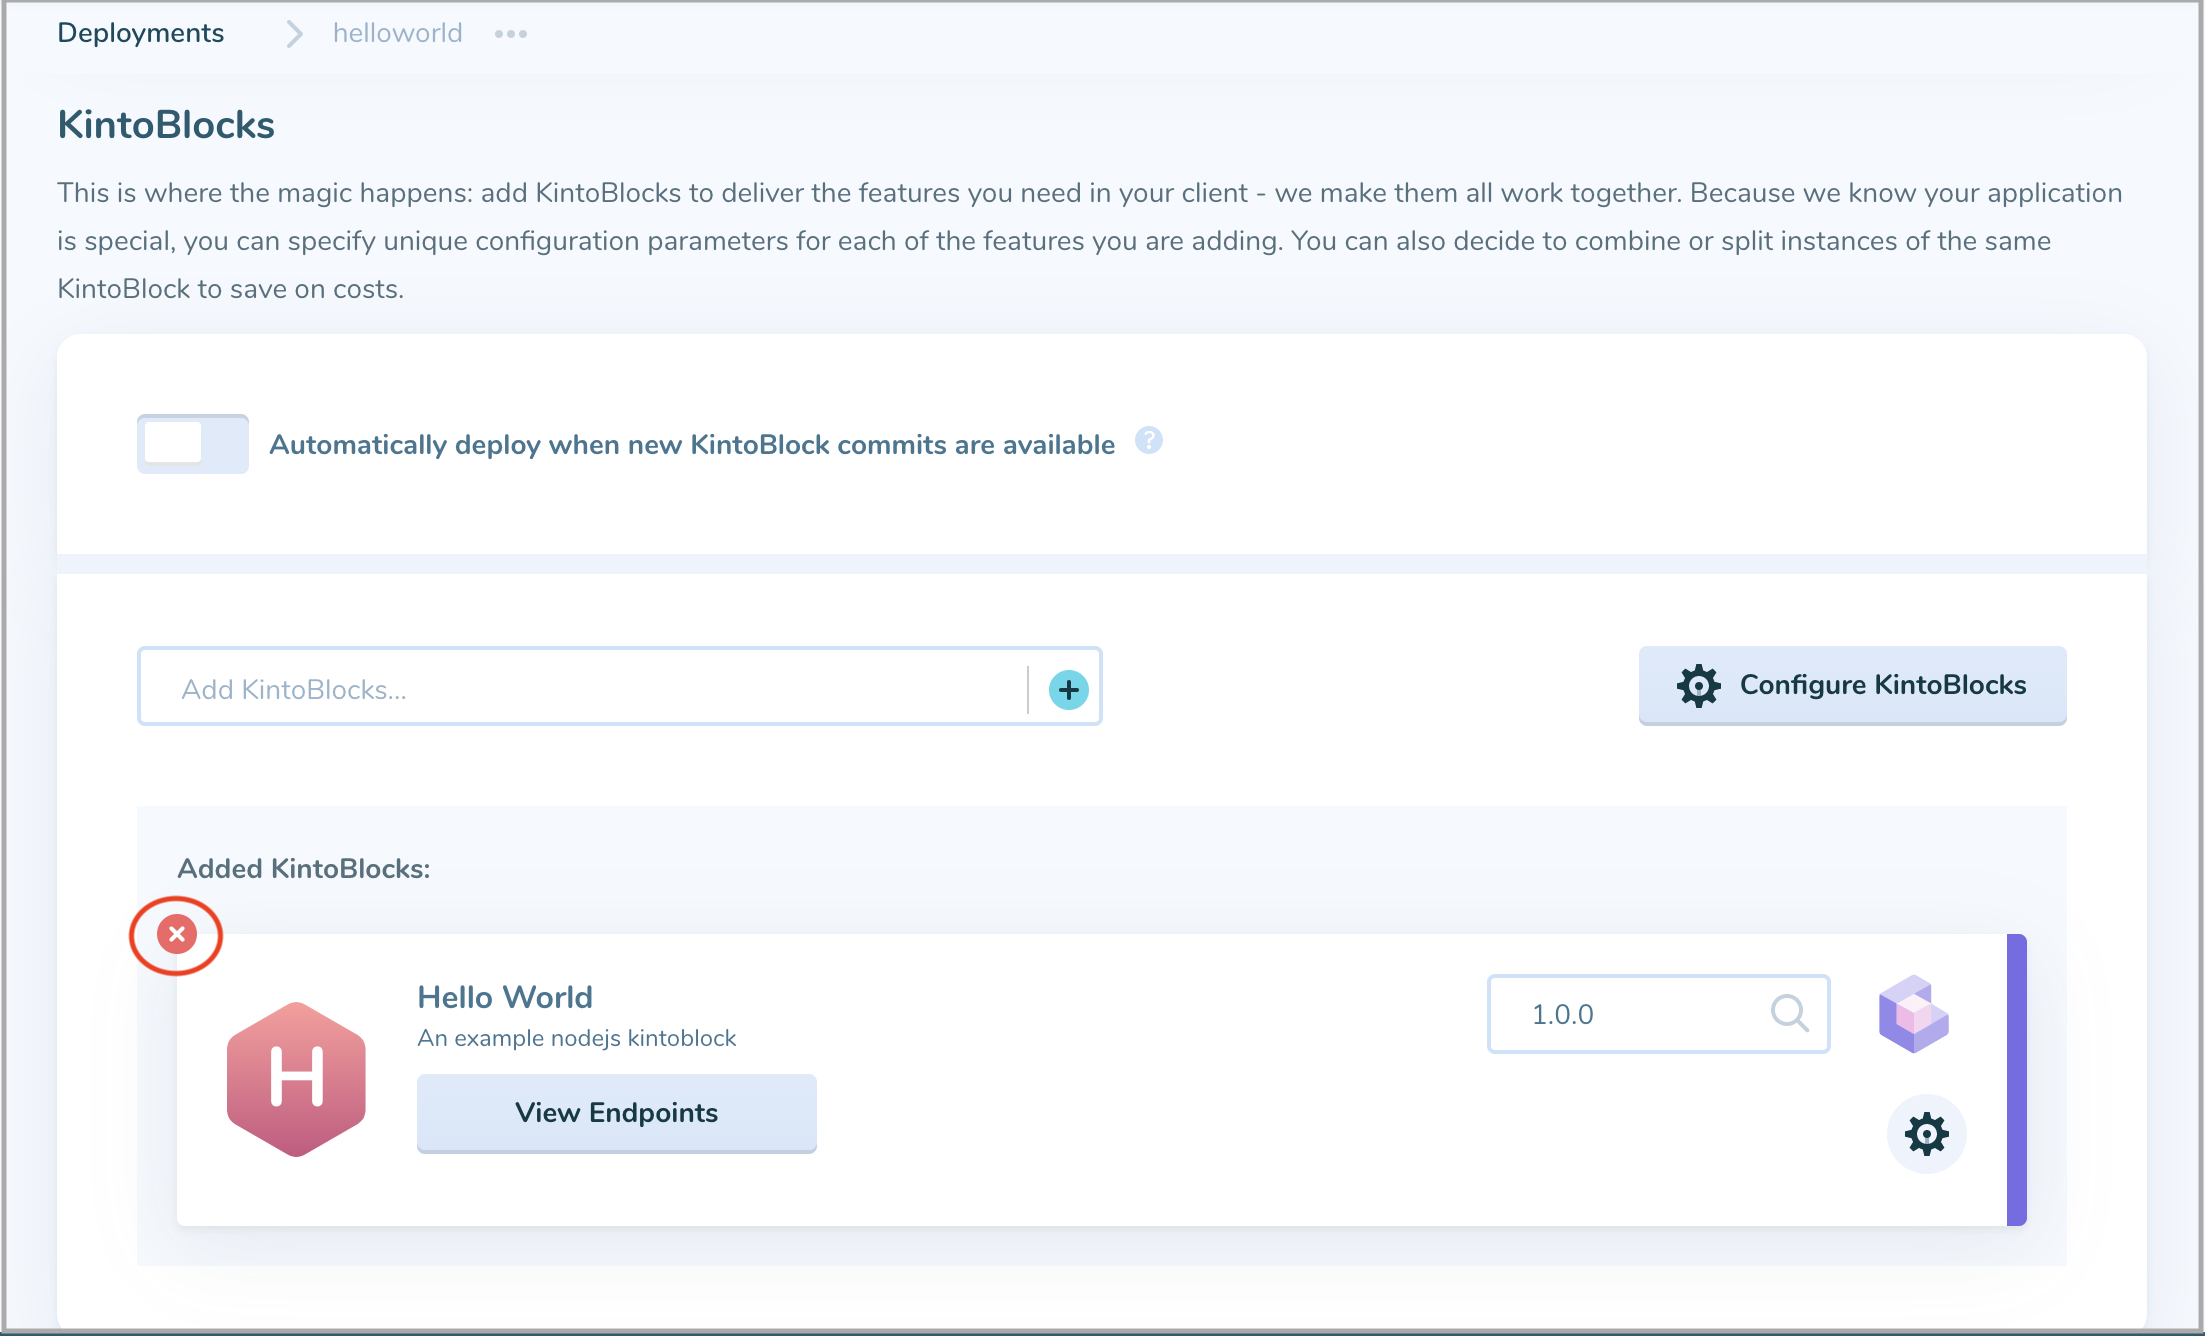 Deployments helloworld
KintoBlocks
This is where the magic happens: add KintoBlocks to deliver the features you need in your client - we make them all work together. Because we know your application
is special, you can specify unique configuration parameters for each of the features you are adding. You can also decide to combine or split instances of the same
KintoBlock to save on costs.
Automatically deploy when new KintoBlock commits are available ?
Add KintoBlocks...
Configure KintoBlocks
Added KintoBlocks:
H
Hello World
An example nodejs kintoblock
View Endpoints
1.0.0